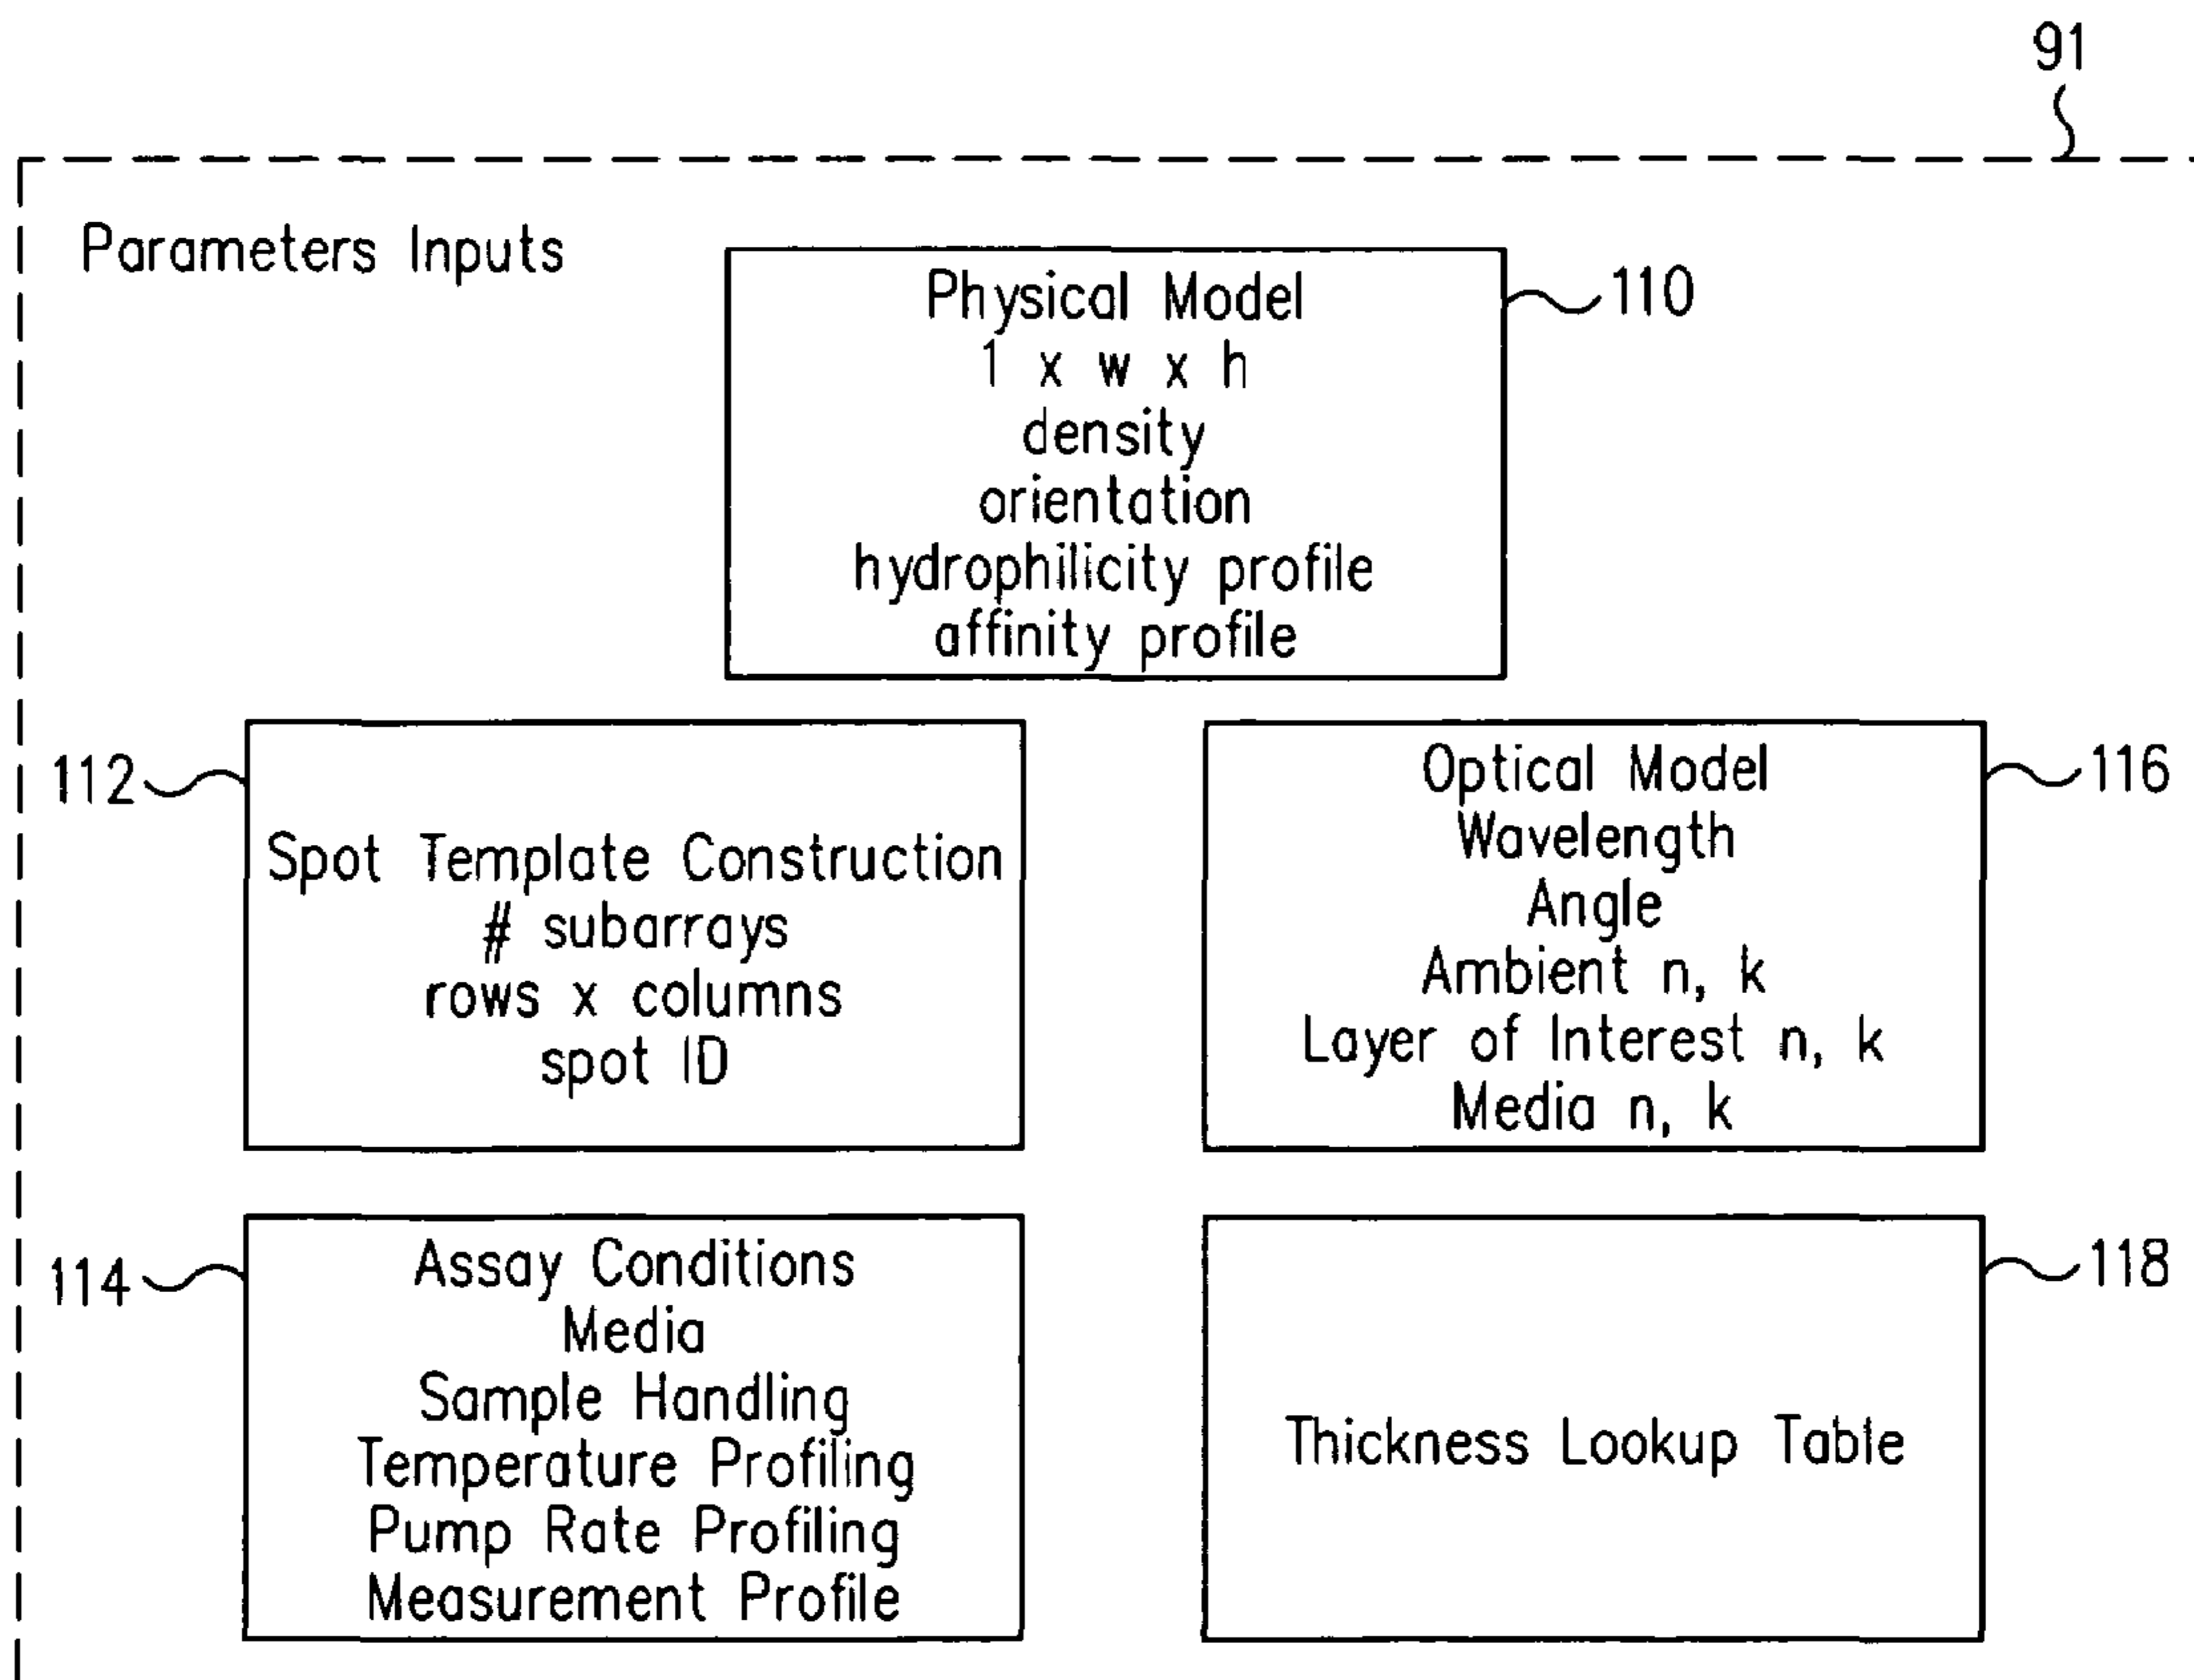 91
Parameters Inputs
Physical Model
1 x w x h
density
orientation
hydrophilicity profile
affinity profile
110
112
Spot Template Construction
# subarrays
rows x columns
spot ID
Optical Model
Wavelength
Angle
Ambient n, k
Layer of Interest n, k
Media n, k
116
114
Assay Conditions
Media
Sample Handling
Temperature Profiling
Pump Rate Profiling
Measurement Profile
Thickness Lookup Table
118